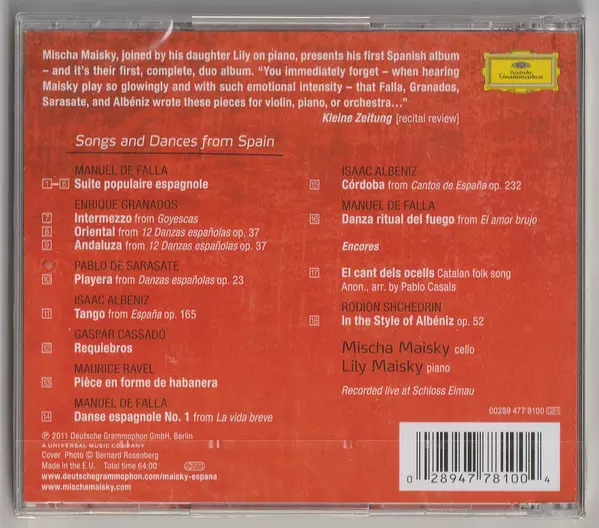 Mischa Maisky, joined by his daughter Lily on piano, presents his first Spanish album
– and it's their first, complete, duo album. “You immediately forget – when hearing
Maisky play so glowingly and with such emotional intensity – that Falla, Granados,
Sarasate, and Albéniz wrote these pieces for violin, piano, or orchestra...”
Kleine Zeitung [recital review]
Deutsche
Grammophon
Songs and Dances from Spain
MANUEL DE FALLA
1–6 Suite populaire espagnole
ENRIQUE GRANADOS
7 Intermezzo from Goyescas
8 Oriental from 12 Danzas españolas op. 37
9 Andaluza from 12 Danzas españolas op. 37
PABLO DE SARASATE
10 Playera from Danzas españolas op. 23
ISAAC ALBÉNIZ
11 Tango from España op. 165
GASPAR CASSADÓ
12 Requiebros
MAURICE RAVEL
13 Pièce en forme de habanera
MANUEL DE FALLA
14 Danse espagnole No. 1 from La vida breve
ISAAC ALBÉNIZ
15 Córdoba from Cantos de España op. 232
MANUEL DE FALLA
16 Danza ritual del fuego from El amor brujo
Encores
17 El cant dels ocells Catalan folk song
Anon., arr. by Pablo Casals
RODION SHCHEDRIN
18 In the Style of Albéniz op. 52
Mischa Maisky cello
Lily Maisky piano
Recorded live at Schloss Elmau
00289 477 8100 GH
℗ 2011 Deutsche Grammophon GmbH, Berlin
A UNIVERSAL MUSIC COMPANY
Cover Photo © Bernard Rosenberg
Made in the E.U. Total time 64:00
www.deutschegrammophon.com/maisky-espana
www.mischamaisky.com
0 28947 78100 4